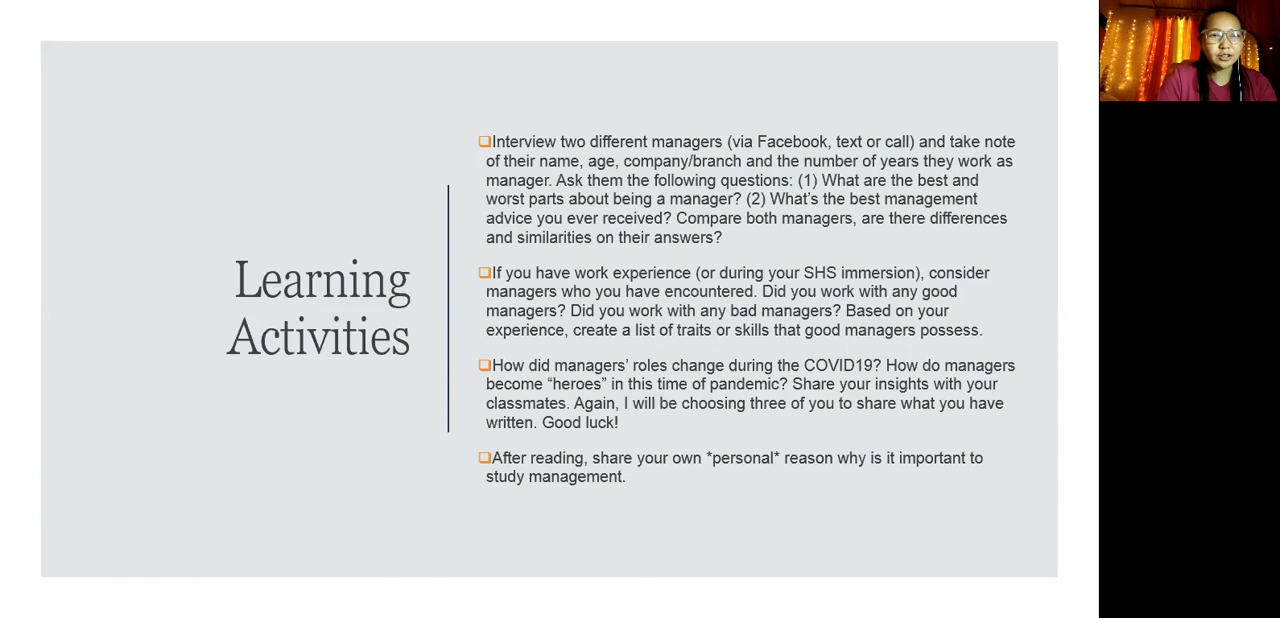 Learning
Activities
❑Interview two different managers (via Facebook, text or call) and take note
of their name, age, company/branch and the number of years they work as
manager. Ask them the following questions: (1) What are the best and
worst parts about being a manager? (2) What’s the best management
advice you ever received? Compare both managers, are there differences
and similarities on their answers?
❑If you have work experience (or during your SHS immersion), consider
managers who you have encountered. Did you work with any good
managers? Did you work with any bad managers? Based on your
experience, create a list of traits or skills that good managers possess.
❑How did managers’ roles change during the COVID19? How do managers
become “heroes” in this time of pandemic? Share your insights with your
classmates. Again, I will be choosing three of you to share what you have
written. Good luck!
❑After reading, share your own *personal* reason why is it important to
study management.